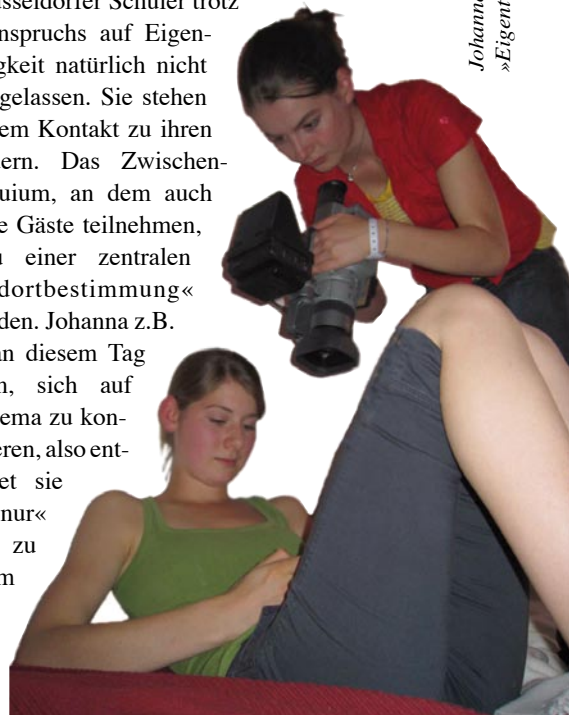 sseldorfer Schüler trotz
nspruchs auf Eigen-
gkeit natürlich nicht
gelassen. Sie stehen
em Kontakt zu ihren
ern. Das Zwischen-
uium, an dem auch
e Gäste teilnehmen,
einer zentralen
dortbestimmung«
den. Johanna z.B.
an diesem Tag
n, sich auf
ema zu kon-
eren, also ent-
et sie
nur«
zu
m
Johanna
»Eigent